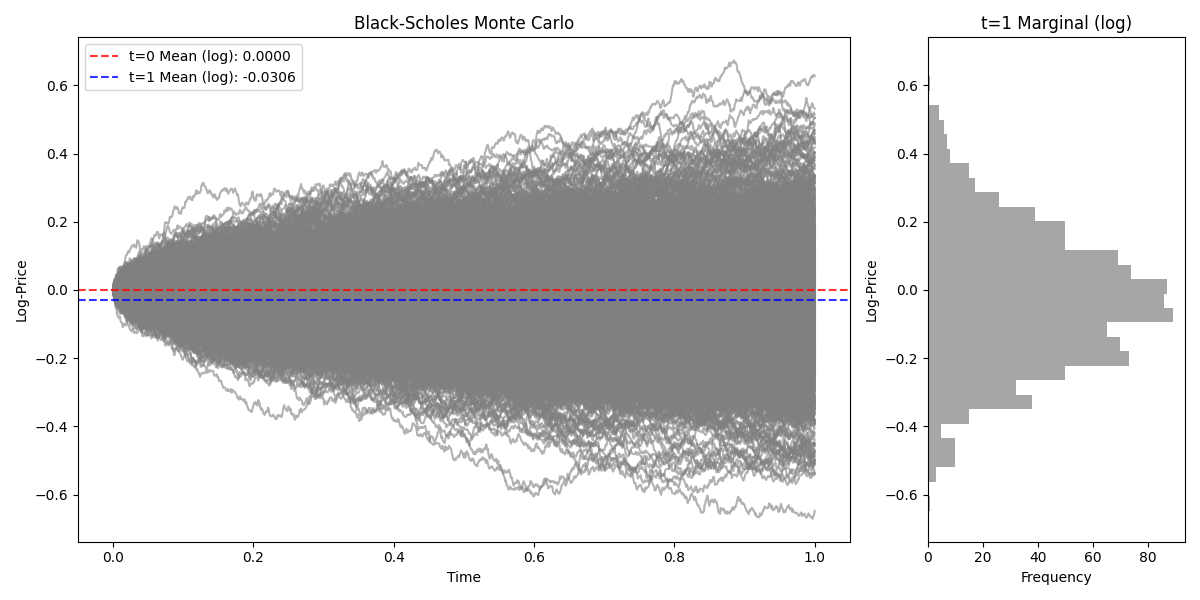 Black-Scholes Monte Carlo
t=0 Mean (log): 0.0000
t=1 Mean (log): -0.0306
Log-Price
0.6
0.4
0.2
0.0
−0.2
−0.4
−0.6
0.0 0.2 0.4 0.6 0.8 1.0
Time
t=1 Marginal (log)
Log-Price
0.6
0.4
0.2
0.0
−0.2
−0.4
−0.6
0 20 40 60 80
Frequency